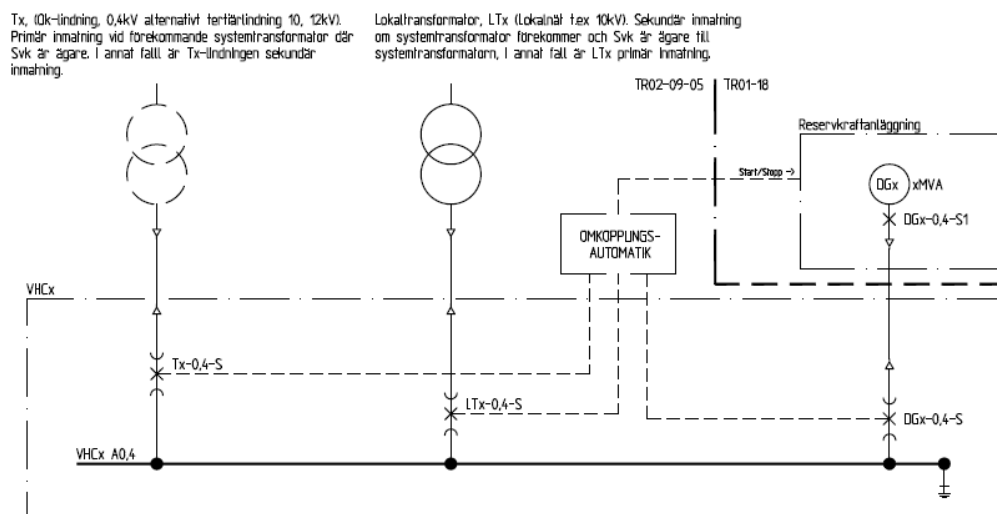 Tx, (Ök-lindning, 0,4kV alternativt tertiärlindning 10, 12kV).
Primär inmatning vid förekommande systemtransformator där
Svk är ägare. I annat falll är Tx-lindningen sekundär
inmatning.
Lokaltransformator, LTx (Lokalnät t.ex 10kV). Sekundär inmatning
om systemtransformator förekommer och Svk är ägare till
systemtransformatorn, I annat fall är LTx primär inmatning.
TR02-09-05
TR01-18
Reservkraftanläggning
Start/Stopp ->
DGx
xMVA
DGx-0,4-S1
OMKOPPLINGS-
AUTOMATIK
VHCx
Tx-0,4-S
LTx-0,4-S
DGx-0,4-S
VHCx A0,4